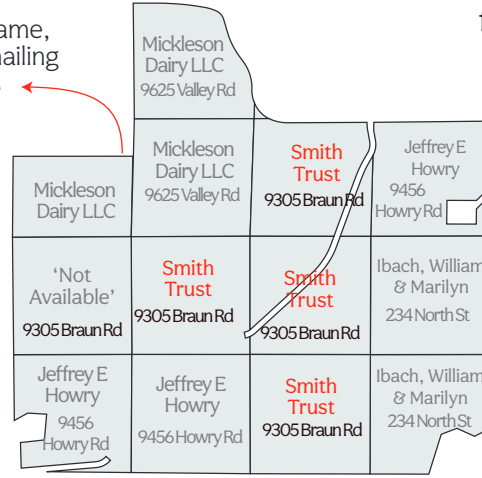 ame,
ailing
Mickleson
Dairy LLC
9625 Valley Rd
Mickleson
Dairy LLC
Mickleson
Dairy LLC
9625 Valley Rd
Smith
Trust
9305 Braun Rd
Jeffrey E
Howry
9456
Howry Rd
'Not
Available'
9305 Braun Rd
Smith
Trust
9305 Braun Rd
Smith
Trust
9305 Braun Rd
Ibach, William
& Marilyn
234 North St
Jeffrey E
Howry
9456
Howry Rd
Jeffrey E
Howry
9456 Howry Rd
Smith
Trust
9305 Braun Rd
Ibach, William
& Marilyn
234 North St